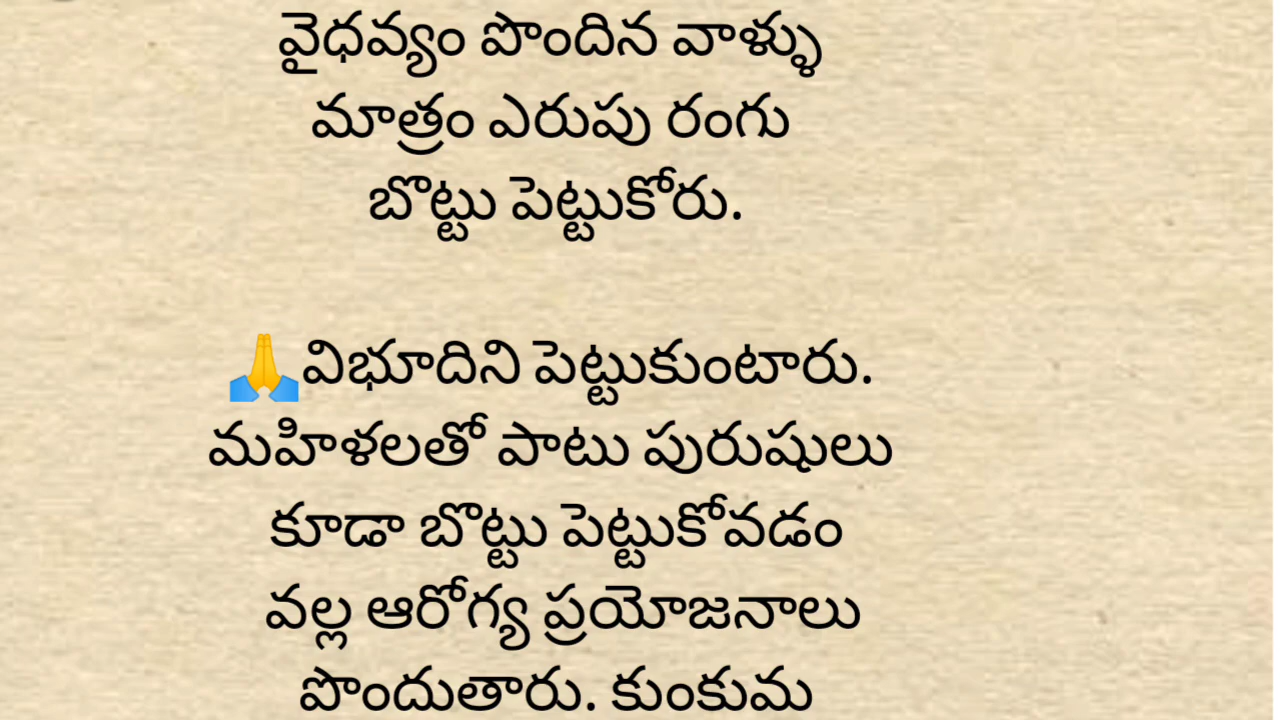 వైధవ్యం పొందిన వాళ్ళు
మాత్రం ఎరుపు రంగు
బొట్టు పెట్టుకోరు.
🙏విభూదిని పెట్టుకుంటారు.
మహిళలతో పాటు పురుషులు
కూడా బొట్టు పెట్టుకోవడం
వల్ల ఆరోగ్య ప్రయోజనాలు
పొందుతారు. కుంకుమ